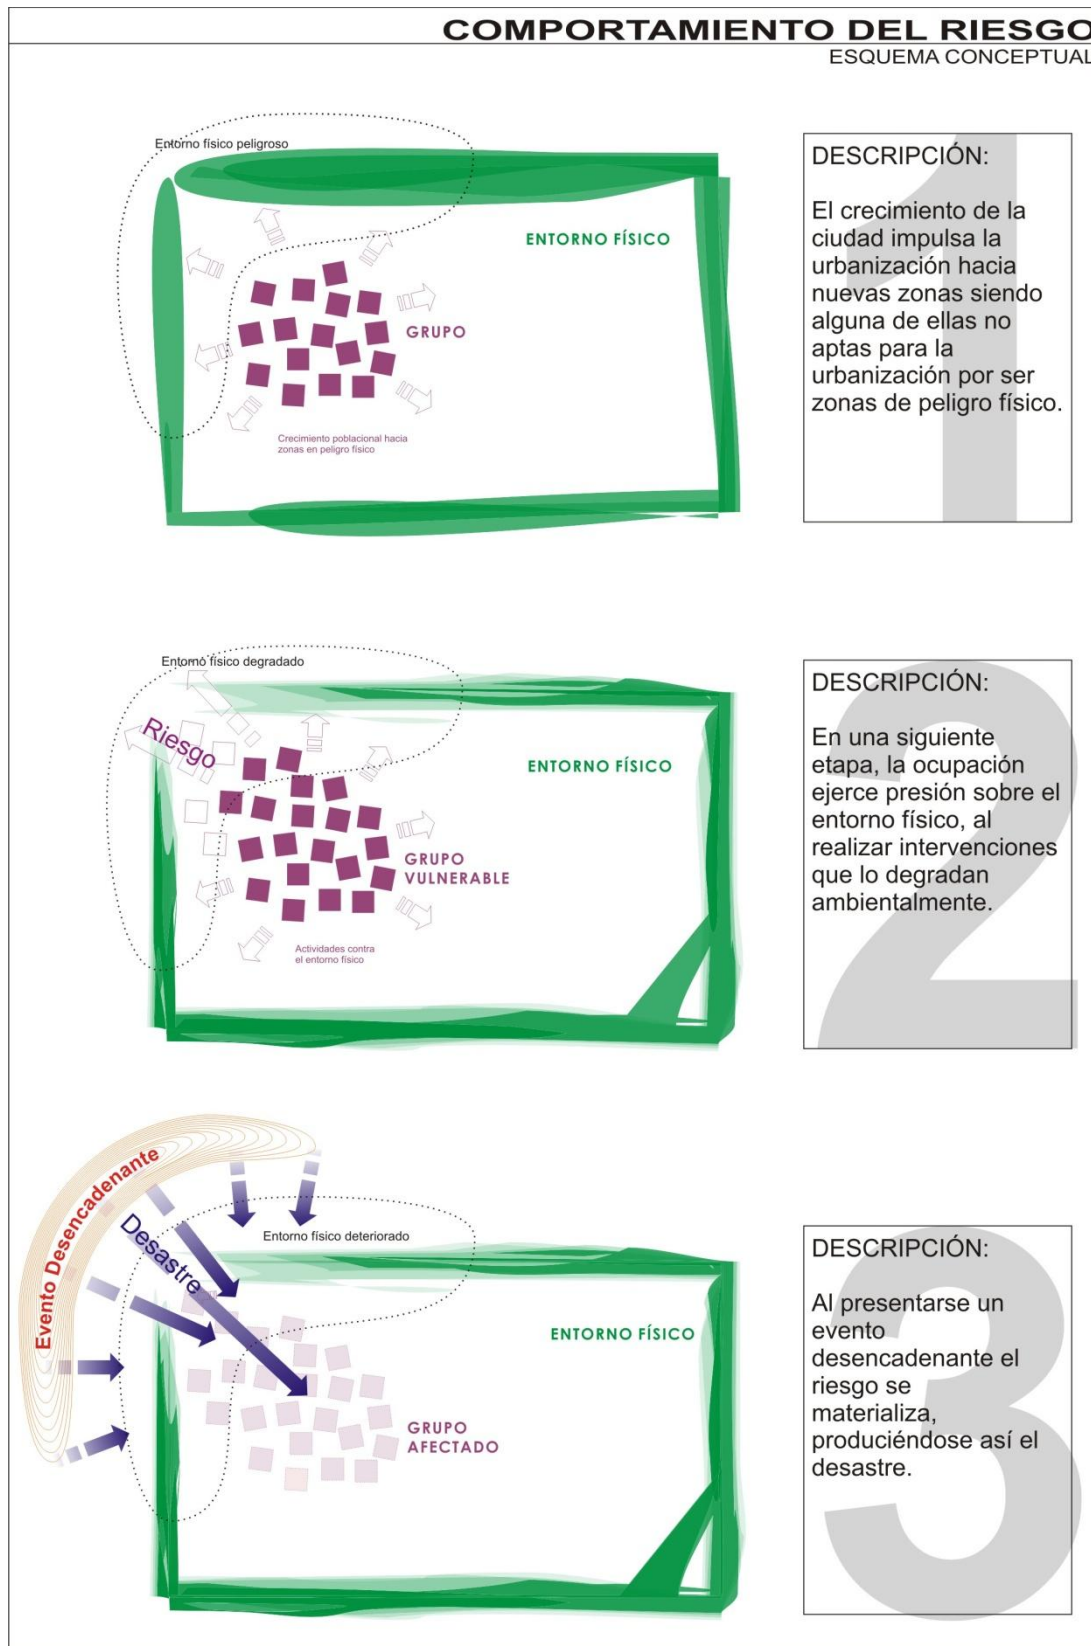 COMPORTAMIENTO DEL RIESGO
ESQUEMA CONCEPTUAL
Entorno físico peligroso
ENTORNO FÍSICO
GRUPO
Crecimiento poblacional hacia
zonas en peligro físico
1
DESCRIPCIÓN:
El crecimiento de la
ciudad impulsa la
urbanización hacia
nuevas zonas siendo
alguna de ellas no
aptas para la
urbanización por ser
zonas de peligro físico.
Entorno físico degradado
Riesgo
ENTORNO FÍSICO
GRUPO
VULNERABLE
Actividades contra
el entorno físico
2
DESCRIPCIÓN:
En una siguiente
etapa, la ocupación
ejerce presión sobre el
entorno físico, al
realizar intervenciones
que lo degradan
ambientalmente.
Evento Desencadenante
Desastre
Entorno físico deteriorado
ENTORNO FÍSICO
GRUPO
AFECTADO
3
DESCRIPCIÓN:
Al presentarse un
evento
desencadenante el
riesgo se
materializa,
produciéndose así el
desastre.